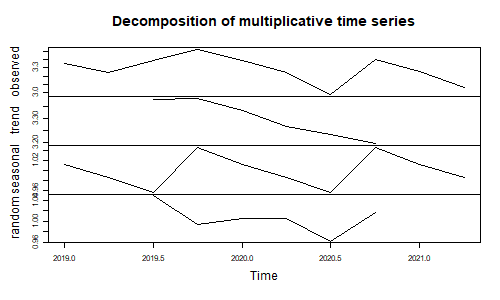 Decomposition of multiplicative time series
observed
3.3
3.0
trend
3.30
3.20
seasonal
1.02
0.96
random
1.00
0.98
2019.0 2019.5 2020.0 2020.5 2021.0
Time